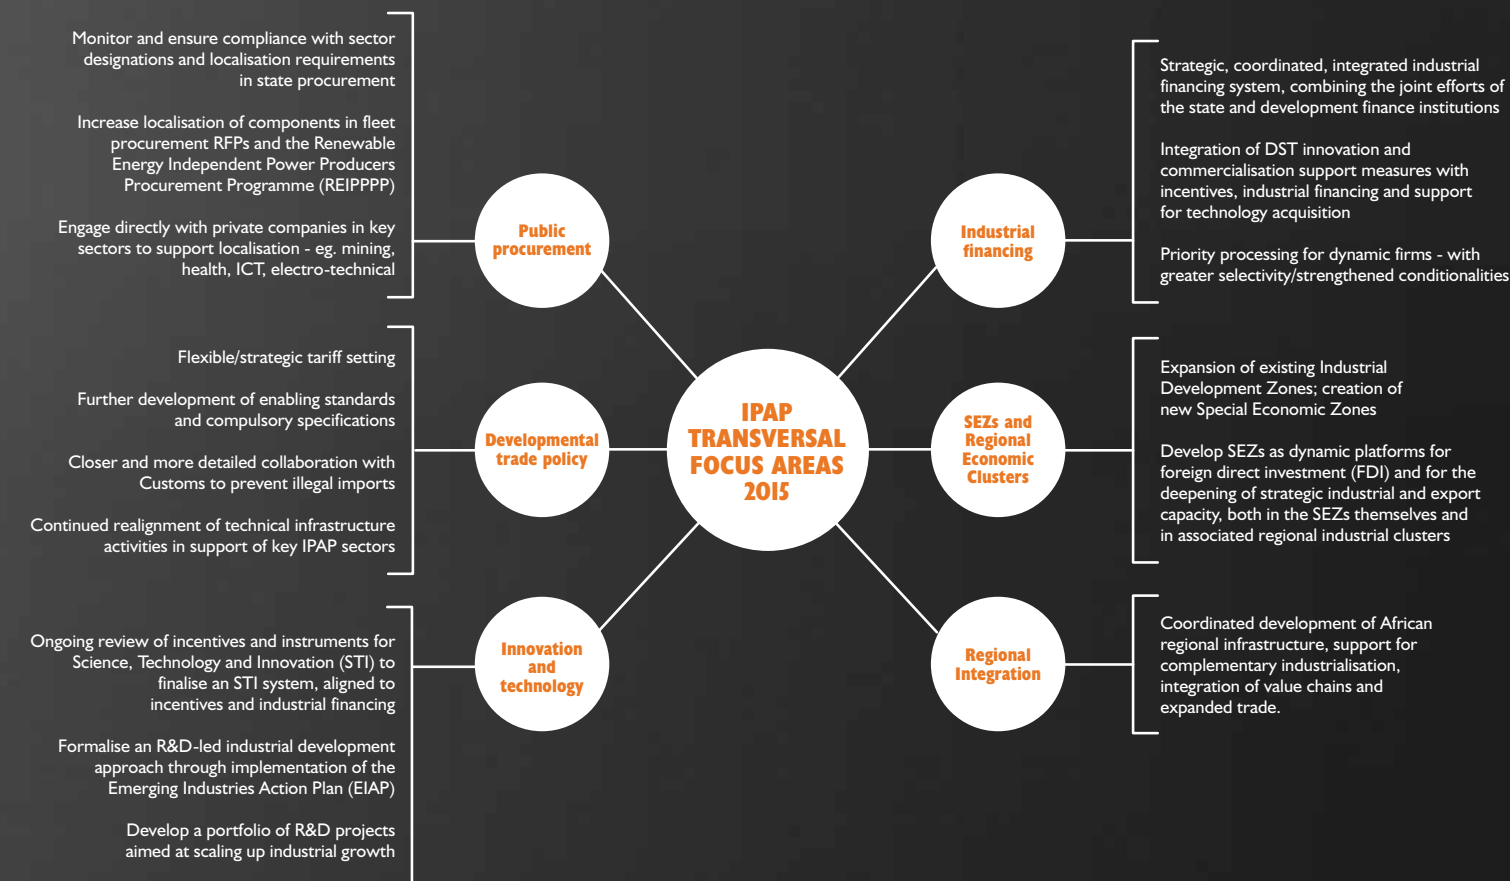 Monitor and ensure compliance with sector
designations and localisation requirements
in state procurement
Increase localisation of components in fleet
procurement RFPs and the Renewable
Energy Independent Power Producers
Procurement Programme (REIPPPP)
Engage directly with private companies in key
sectors to support localisation - eg. mining,
health, ICT, electro-technical
Public
procurement
Flexible/strategic tariff setting
Further development of enabling standards
and compulsory specifications
Closer and more detailed collaboration with
Customs to prevent illegal imports
Continued realignment of technical infrastructure
activities in support of key IPAP sectors
Developmental
trade policy
Ongoing review of incentives and instruments for
Science, Technology and Innovation (STI) to
finalise an STI system, aligned to
incentives and industrial financing
Formalise an R&D-led industrial development
approach through implementation of the
Emerging Industries Action Plan (EIAP)
Develop a portfolio of R&D projects
aimed at scaling up industrial growth
Innovation
and
technology
IPAP
TRANSVERSAL
FOCUS AREAS
2015
Industrial
financing
Strategic, coordinated, integrated industrial
financing system, combining the joint efforts of
the state and development finance institutions
Integration of DST innovation and
commercialisation support measures with
incentives, industrial financing and support
for technology acquisition
Priority processing for dynamic firms - with
greater selectivity/strengthened conditionalities
SEZs and
Regional
Economic
Clusters
Expansion of existing Industrial
Development Zones; creation of
new Special Economic Zones
Develop SEZs as dynamic platforms for
foreign direct investment (FDI) and for the
deepening of strategic industrial and export
capacity, both in the SEZs themselves and
in associated regional industrial clusters
Regional
Integration
Coordinated development of African
regional infrastructure, support for
complementary industrialisation,
integration of value chains and
expanded trade.